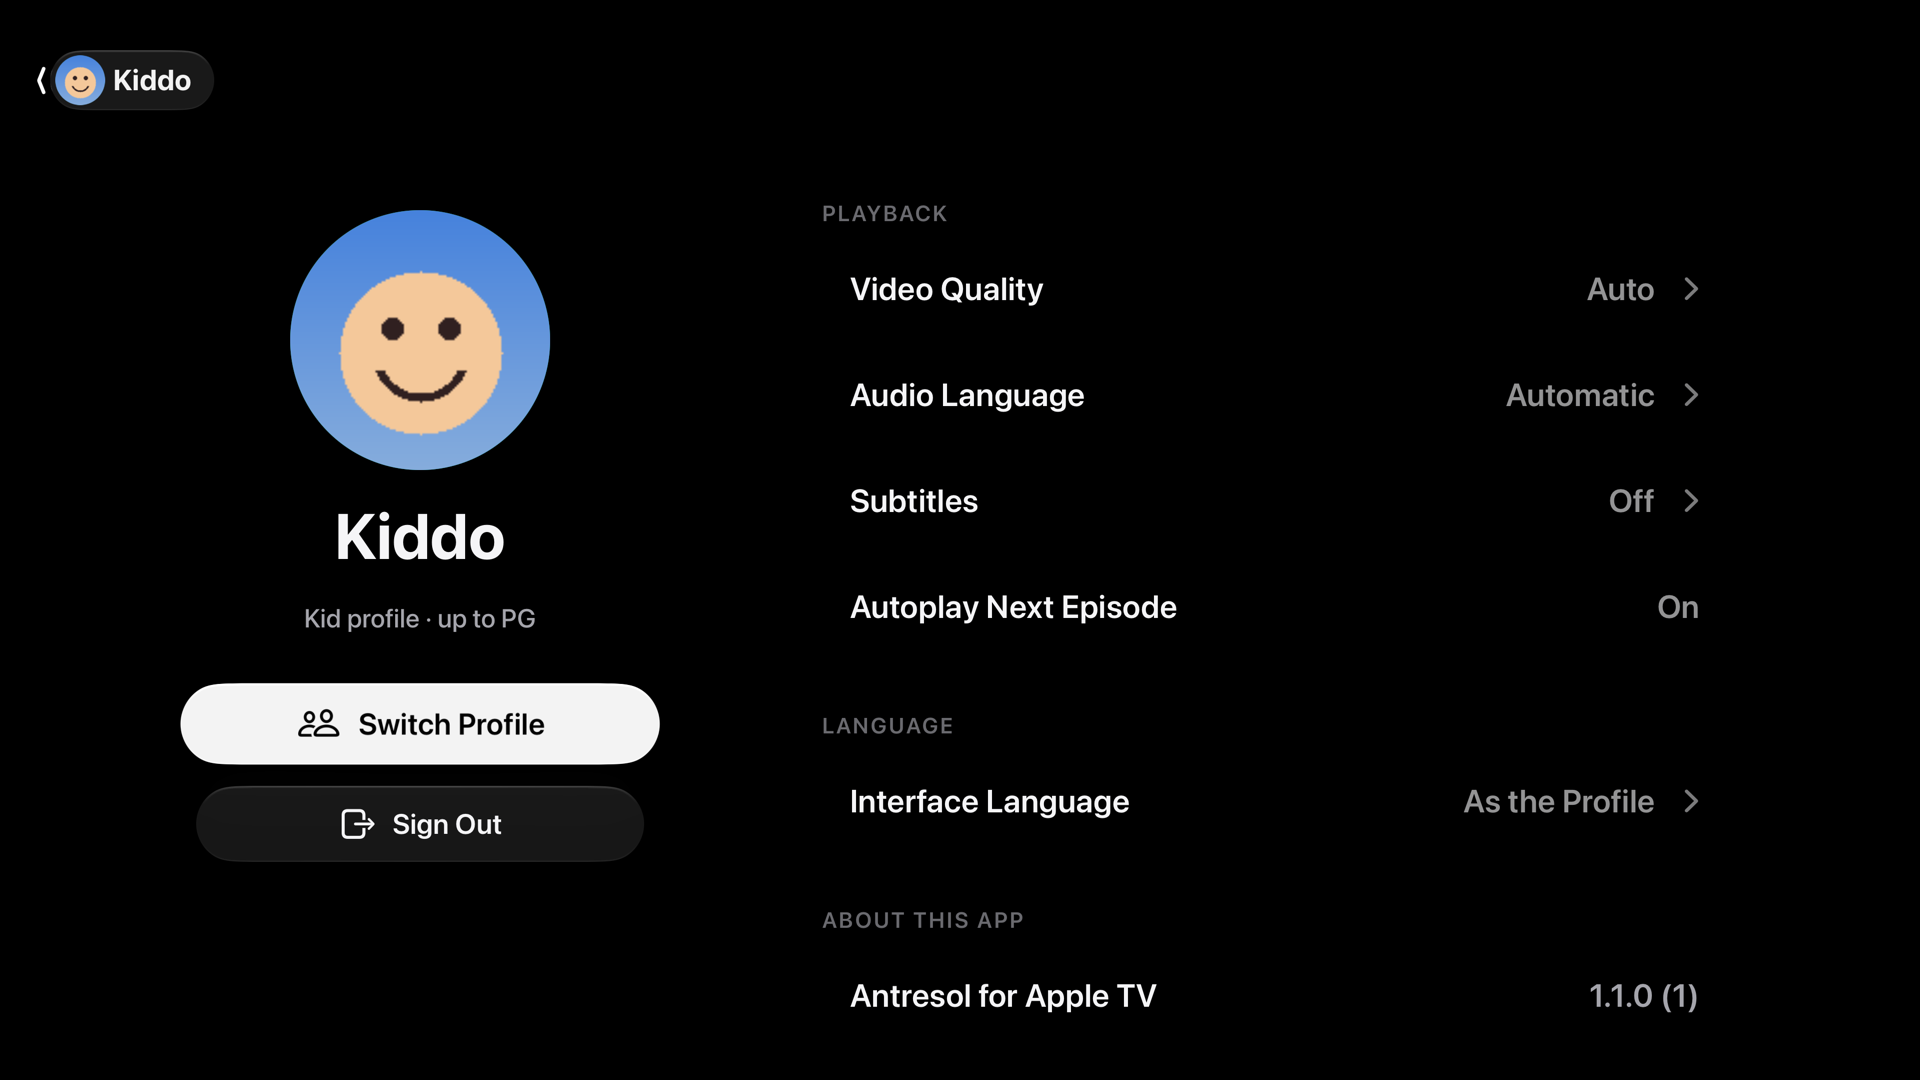 Kiddo
Kiddo
Kid profile · up to PG
Switch Profile
Sign Out
PLAYBACK
Video Quality Auto
Audio Language Automatic
Subtitles Off
Autoplay Next Episode On
LANGUAGE
Interface Language As the Profile
ABOUT THIS APP
Antresol for Apple TV 1.1.0 (1)